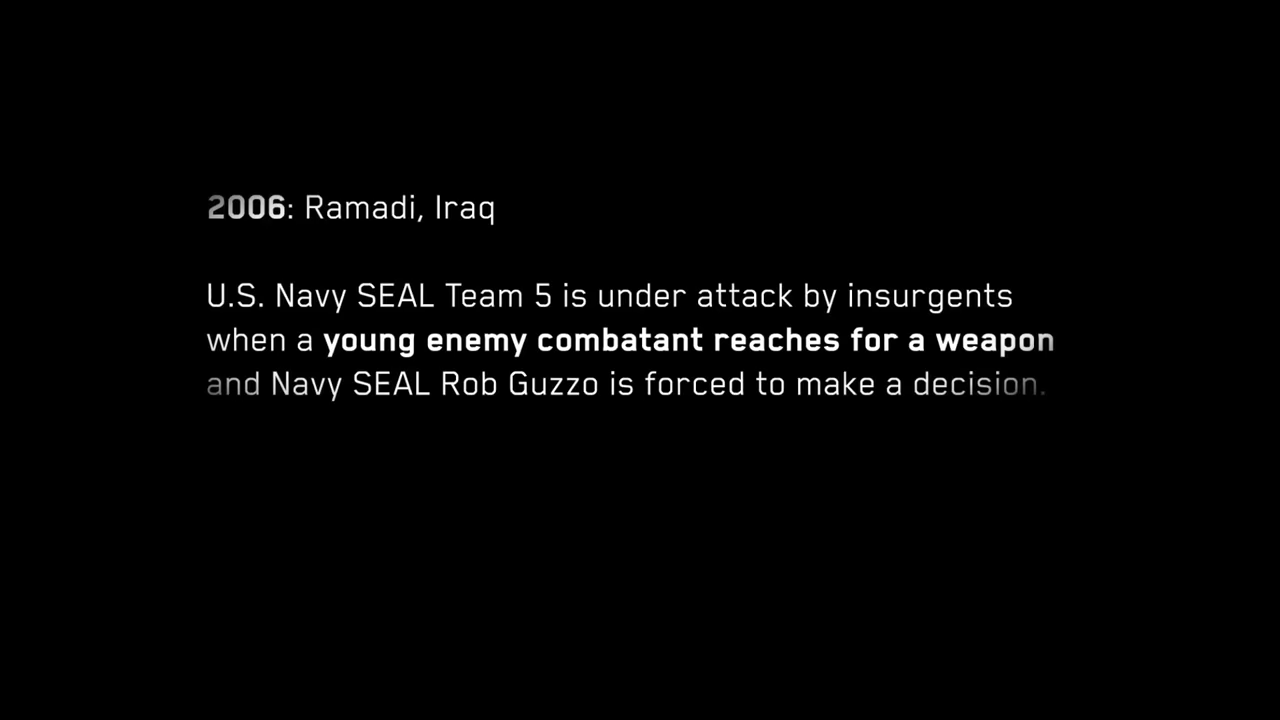 2006: Ramadi, Iraq
U.S. Navy SEAL Team 5 is under attack by insurgents
when a young enemy combatant reaches for a weapon
and Navy SEAL Rob Guzzo is forced to make a decision.